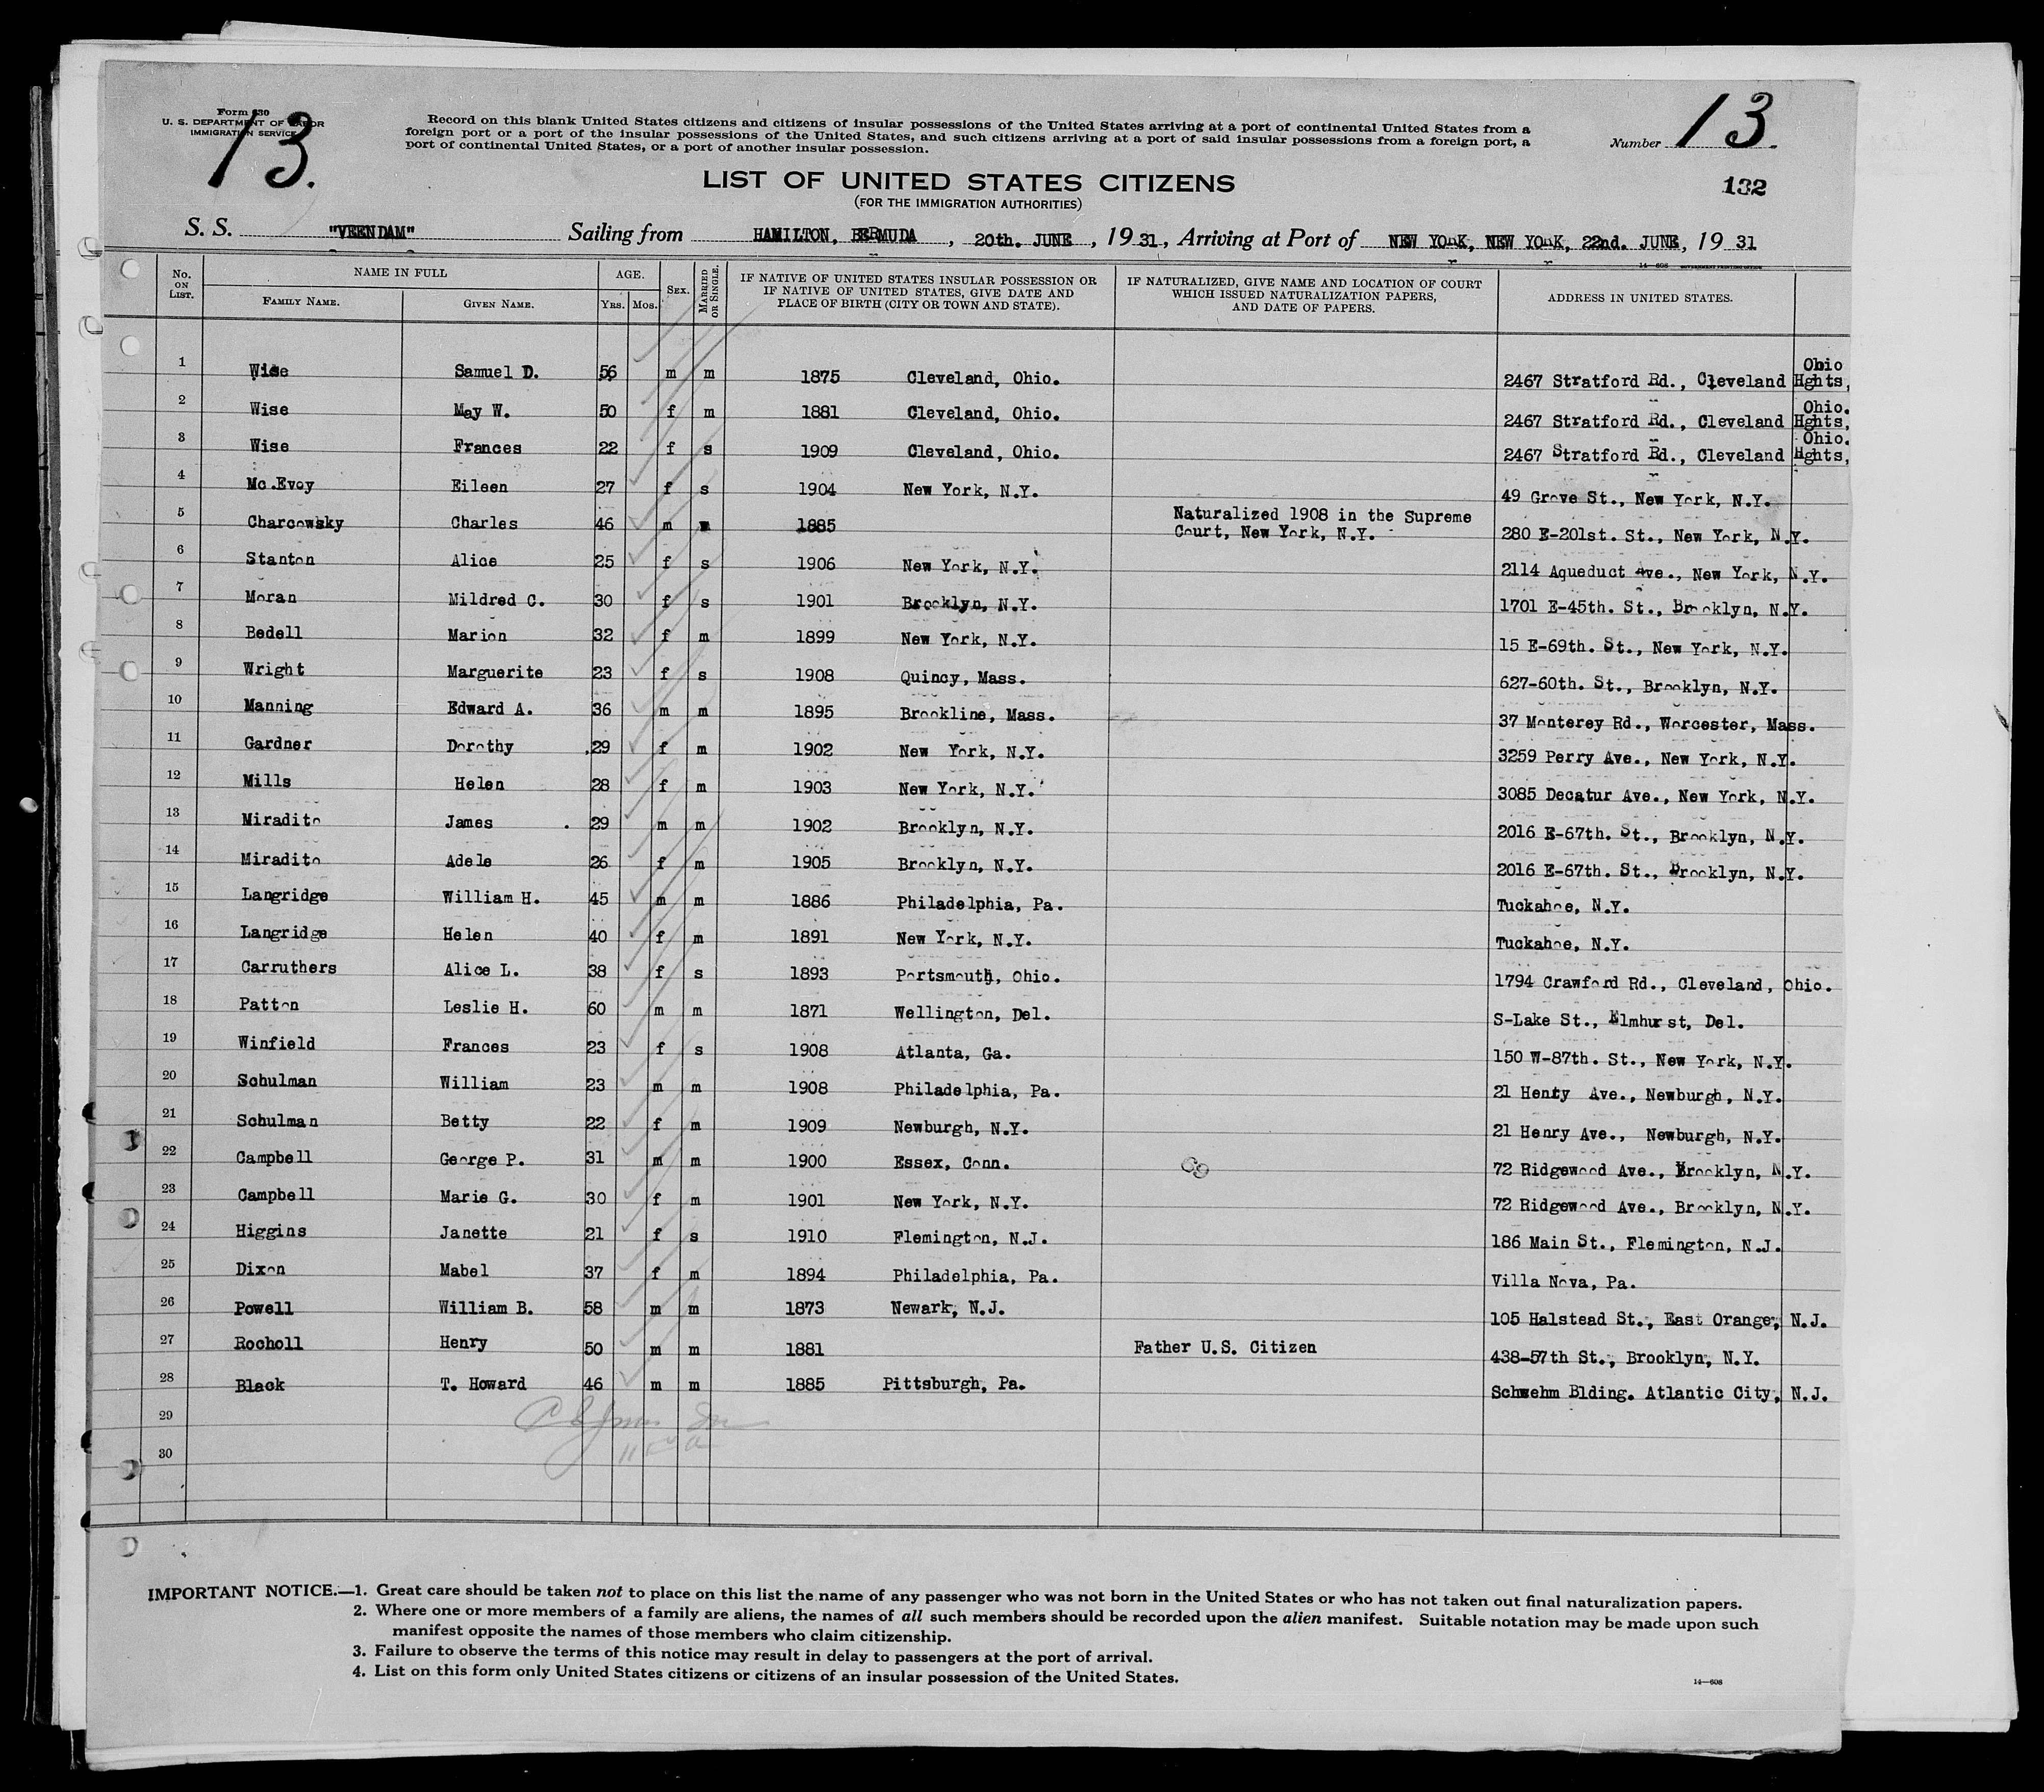 Form 630
U. S. DEPARTMENT OF LABOR
IMMIGRATION SERVICE
13.
Record on this blank United States citizens and citizens of insular possessions of the United States arriving at a port of continental United States from a
foreign port or a port of the insular possessions of the United States, and such citizens arriving at a port of said insular possessions from a foreign port, a
port of continental United States, or a port of another insular possession.
Number 13.
LIST OF UNITED STATES CITIZENS
(FOR THE IMMIGRATION AUTHORITIES)
132
S. S. "VEENDAM" Sailing from HAMILTON, BERMUDA, 20th. JUNE, 1931, Arriving at Port of NEW YORK, NEW YORK, 22nd. JUNE, 1931
14—608 GOVERNMENT PRINTING OFFICE
No. ON LIST. NAME IN FULL AGE. SEX. MARRIED OR SINGLE. IF NATIVE OF UNITED STATES INSULAR POSSESSION OR IF NATIVE OF UNITED STATES, GIVE DATE AND PLACE OF BIRTH (CITY OR TOWN AND STATE). IF NATURALIZED, GIVE NAME AND LOCATION OF COURT WHICH ISSUED NATURALIZATION PAPERS, AND DATE OF PAPERS. ADDRESS IN UNITED STATES.
FAMILY NAME. GIVEN NAME. YRS. MOS.
1 Wise Samuel D. 56 m m 1875 Cleveland, Ohio. 2467 Stratford Rd., Cleveland Hghts, Ohio
2 Wise May W. 50 f m 1881 Cleveland, Ohio. 2467 Stratford Rd., Cleveland Hghts, Ohio.
3 Wise Frances 22 f s 1909 Cleveland, Ohio. 2467 Stratford Rd., Cleveland Hghts, Ohio.
4 Mc.Evoy Eileen 27 f s 1904 New York, N.Y. 49 Grove St., New York, N.Y.
5 Charcowsky Charles 46 m m 1885 Naturalized 1908 in the Supreme Court, New York, N.Y. 280 E-201st. St., New York, N.Y.
6 Stanton Alice 25 f s 1906 New York, N.Y. 2114 Aqueduct Ave., New York, N.Y.
7 Moran Mildred C. 30 f s 1901 Brooklyn, N.Y. 1701 E-45th. St., Brooklyn, N.Y.
8 Bedell Marion 32 f m 1899 New York, N.Y. 15 E-69th. St., New York, N.Y.
9 Wright Marguerite 23 f s 1908 Quincy, Mass. 627-60th. St., Brooklyn, N.Y.
10 Manning Edward A. 36 m m 1895 Brookline, Mass. 37 Monterey Rd., Worcester, Mass.
11 Gardner Dorothy 29 f m 1902 New York, N.Y. 3259 Perry Ave., New York, N.Y.
12 Mills Helen 28 f m 1903 New York, N.Y. 3085 Decatur Ave., New York, N.Y.
13 Miradito James 29 m m 1902 Brooklyn, N.Y. 2016 E-67th. St., Brooklyn, N.Y.
14 Miradito Adele 26 f m 1905 Brooklyn, N.Y. 2016 E-67th. St., Brooklyn, N.Y.
15 Langridge William H. 45 m m 1886 Philadelphia, Pa. Tuckahoe, N.Y.
16 Langridge Helen 40 f m 1891 New York, N.Y. Tuckahoe, N.Y.
17 Carruthers Alice L. 38 f s 1893 Portsmouth, Ohio. 1794 Crawford Rd., Cleveland, Ohio.
18 Patton Leslie H. 60 m m 1871 Wellington, Del. S-Lake St., Elmhurst, Del.
19 Winfield Frances 23 f s 1908 Atlanta, Ga. 150 W-87th. St., New York, N.Y.
20 Schulman William 23 m m 1908 Philadelphia, Pa. 21 Henty Ave., Newburgh, N.Y.
21 Schulman Betty 22 f m 1909 Newburgh, N.Y. 21 Henry Ave., Newburgh, N.Y.
22 Campbell George P. 31 m m 1900 Essex, Conn. 72 Ridgewood Ave., Brooklyn, N.Y.
23 Campbell Marie G. 30 f m 1901 New York, N.Y. 72 Ridgewood Ave., Brooklyn, N.Y.
24 Higgins Janette 21 f s 1910 Flemington, N.J. 186 Main St., Flemington, N.J.
25 Dixon Mabel 37 f m 1894 Philadelphia, Pa. Villa Nova, Pa.
26 Powell William B. 58 m m 1873 Newark, N.J. 105 Halstead St., East Orange, N.J.
27 Rocholl Henry 50 m m 1881 Father U.S. Citizen 438-57th St., Brooklyn, N.Y.
28 Black T. Howard 46 m m 1885 Pittsburgh, Pa. Schwehm Blding. Atlantic City, N.J.
29
30
IMPORTANT NOTICE.—1. Great care should be taken not to place on this list the name of any passenger who was not born in the United States or who has not taken out final naturalization papers.
2. Where one or more members of a family are aliens, the names of all such members should be recorded upon the alien manifest. Suitable notation may be made upon such
manifest opposite the names of those members who claim citizenship.
3. Failure to observe the terms of this notice may result in delay to passengers at the port of arrival.
4. List on this form only United States citizens or citizens of an insular possession of the United States.
14—608